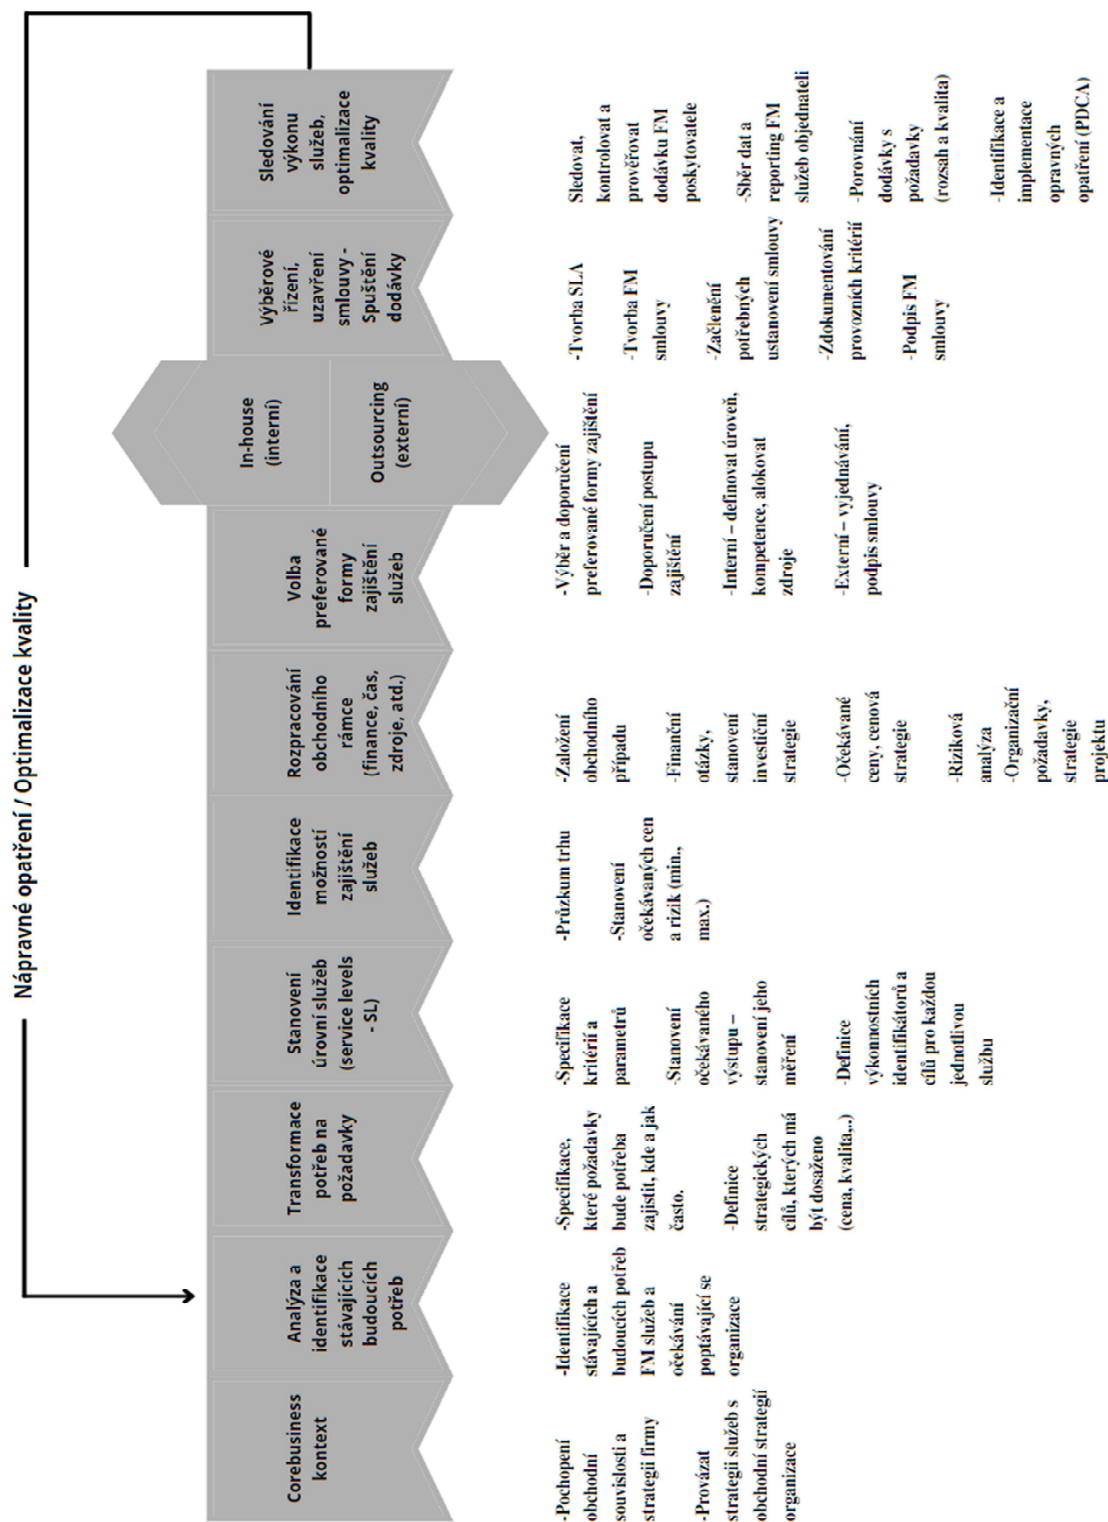 Nápravné opatření / Optimalizace kvality
Corebusiness
kontext
Analýza a
identifikace
stávajících
budoucích
potřeb
Transformace
potřeb na
požadavky
Stanovení
úrovní služeb
(service levels
- SL)
Identifikace
možností
zajištění
služeb
Rozpracování
obchodního
rámce
(finance, čas,
zdroje, atd.)
Volba
preferované
formy
zajištění
služeb
In-house
(interní)
Outsourcing
(externí)
Výběrové
řízení,
uzavření
smlouvy -
Spuštění
dodávky
Sledování
výkonu
služeb,
optimalizace
kvality
-Pochopení
obchodní
souvislosti a
strategii firmy
-Provázat
strategii služeb s
obchodní strategií
organizace
-Identifikace
stávajících a
budoucích potřeb
FM služeb a
očekávání
poptávající se
organizace
-Specifikace,
které požadavky
bude potřeba
zajistit, kde a jak
často.
-Definice
strategických
cílů, kterých má
být dosaženo
(cena, kvalita,..)
-Specifikace
kritérií a
parametrů
-Stanovení
očekávaného
výstupu –
stanovení jeho
měření
-Definice
výkonnostních
identifikátorů a
cílů pro každou
jednotlivou
službu
-Průzkum trhu
-Stanovení
očekávaných cen
a rizik (min.,
max.)
-Založení
obchodního
případu
-Finanční
otázky,
stanovení
investiční
strategie
-Očekávané
ceny, cenová
strategie
-Riziková
analýza
-Organizační
požadavky,
strategie
projektu
-Výběr a doporučení
preferované formy zajištění
-Doporučení postupu
zajištění
-Interní – definovat úroveň,
kompetence, alokovat
zdroje
-Externí – vyjednávání,
podpis smlouvy
-Tvorba SLA
-Tvorba FM
smlouvy
-Začlenění
potřebných
ustanovení smlouvy
-Zdokumentování
provozních kritérií
-Podpis FM
smlouvy
Sledovat,
kontrolovat a
prověřovat
dodávku FM
poskytovatele
-Sběr dat a
reporting FM
služeb objednateli
-Porovnání
dodávky s
požadavky
(rozsah a kvalita)
-Identifikace a
implementace
opravných
opatření (PDCA)